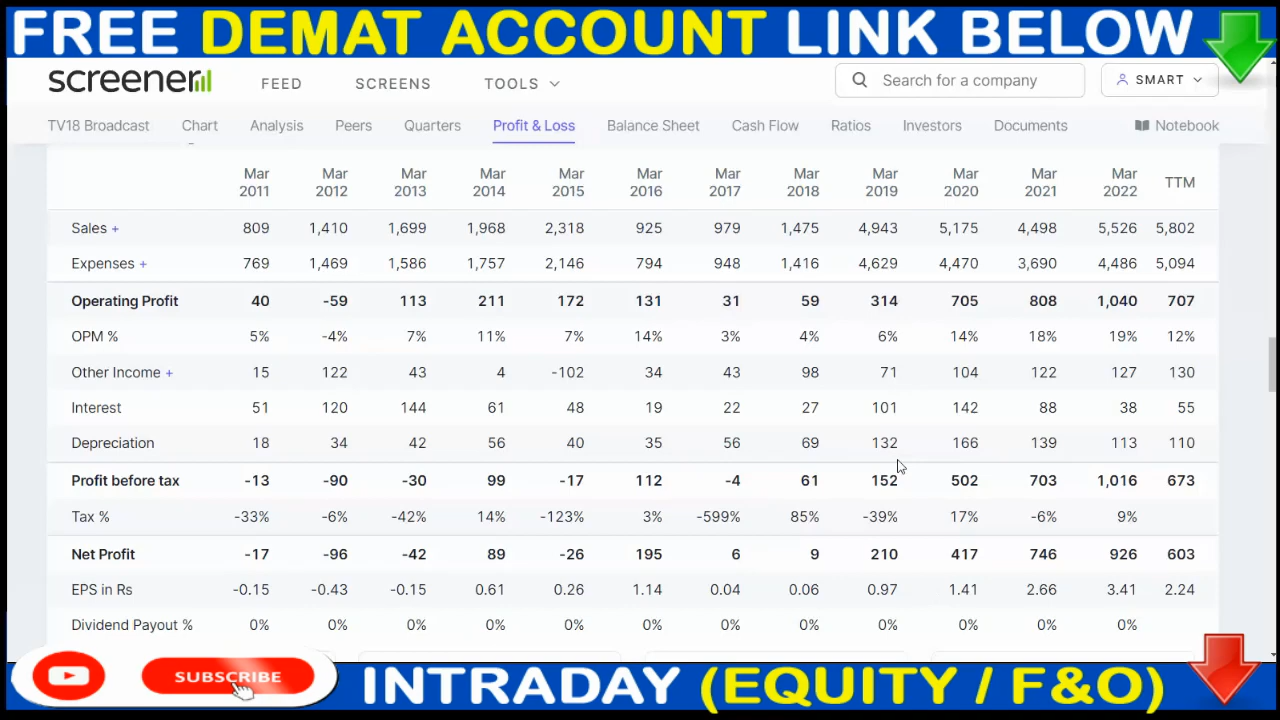 FREE DEMAT ACCOUNT LINK BELOW
screener FEED SCREENS TOOLS Search for a company SMART
TV18 Broadcast Chart Analysis Peers Quarters Profit & Loss Balance Sheet Cash Flow Ratios Investors Documents Notebook
Mar 2011 Mar 2012 Mar 2013 Mar 2014 Mar 2015 Mar 2016 Mar 2017 Mar 2018 Mar 2019 Mar 2020 Mar 2021 Mar 2022 TTM
Sales + 809 1,410 1,699 1,968 2,318 925 979 1,475 4,943 5,175 4,498 5,526 5,802
Expenses + 769 1,469 1,586 1,757 2,146 794 948 1,416 4,629 4,470 3,690 4,486 5,094
Operating Profit 40 -59 113 211 172 131 31 59 314 705 808 1,040 707
OPM % 5% -4% 7% 11% 7% 14% 3% 4% 6% 14% 18% 19% 12%
Other Income + 15 122 43 4 -102 34 43 98 71 104 122 127 130
Interest 51 120 144 61 48 19 22 27 101 142 88 38 55
Depreciation 18 34 42 56 40 35 56 69 132 166 139 113 110
Profit before tax -13 -90 -30 99 -17 112 -4 61 152 502 703 1,016 673
Tax % -33% -6% -42% 14% -123% 3% -599% 85% -39% 17% -6% 9%
Net Profit -17 -96 -42 89 -26 195 6 9 210 417 746 926 603
EPS in Rs -0.15 -0.43 -0.15 0.61 0.26 1.14 0.04 0.06 0.97 1.41 2.66 3.41 2.24
Dividend Payout % 0% 0% 0% 0% 0% 0% 0% 0% 0% 0% 0% 0%
SUBSCRIBE INTRADAY (EQUITY / F&O)